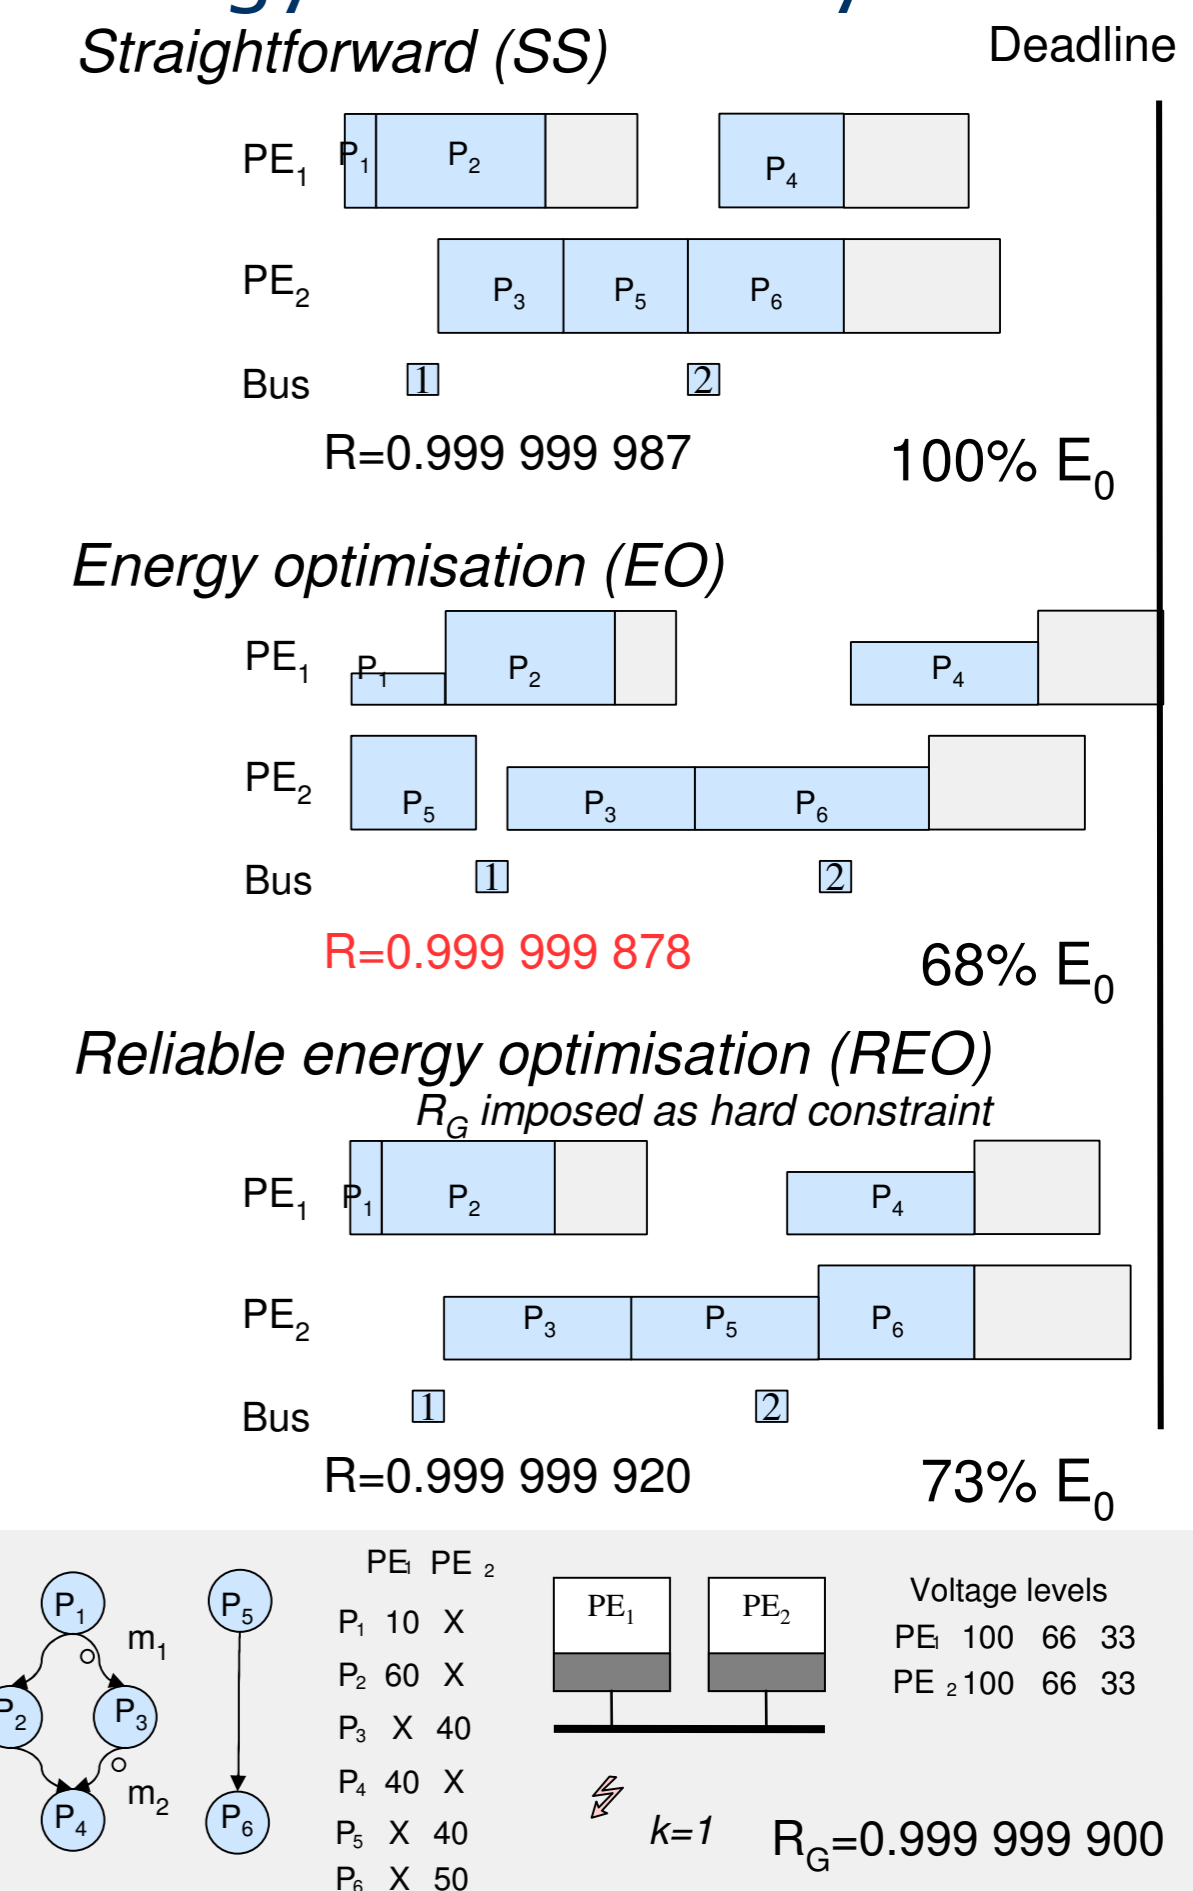 Straightforward (SS)
Deadline
PE1
P1
P2
P4
PE2
P3
P5
P6
Bus
1
2
R=0.999 999 987
100% E0
Energy optimisation (EO)
PE1
P1
P2
P4
PE2
P5
P3
P6
Bus
1
2
R=0.999 999 878
68% E0
Reliable energy optimisation (REO)
RG imposed as hard constraint
PE1
P1
P2
P4
PE2
P3
P5
P6
Bus
1
2
R=0.999 999 920
73% E0
P1
m1
P2
P3
m2
P4
P5
P6
PE1 PE 2
P1 10 X
P2 60 X
P3 X 40
P4 40 X
P5 X 40
P6 X 50
PE1
PE2
k=1
Voltage levels
PE1 100 66 33
PE 2 100 66 33
RG=0.999 999 900